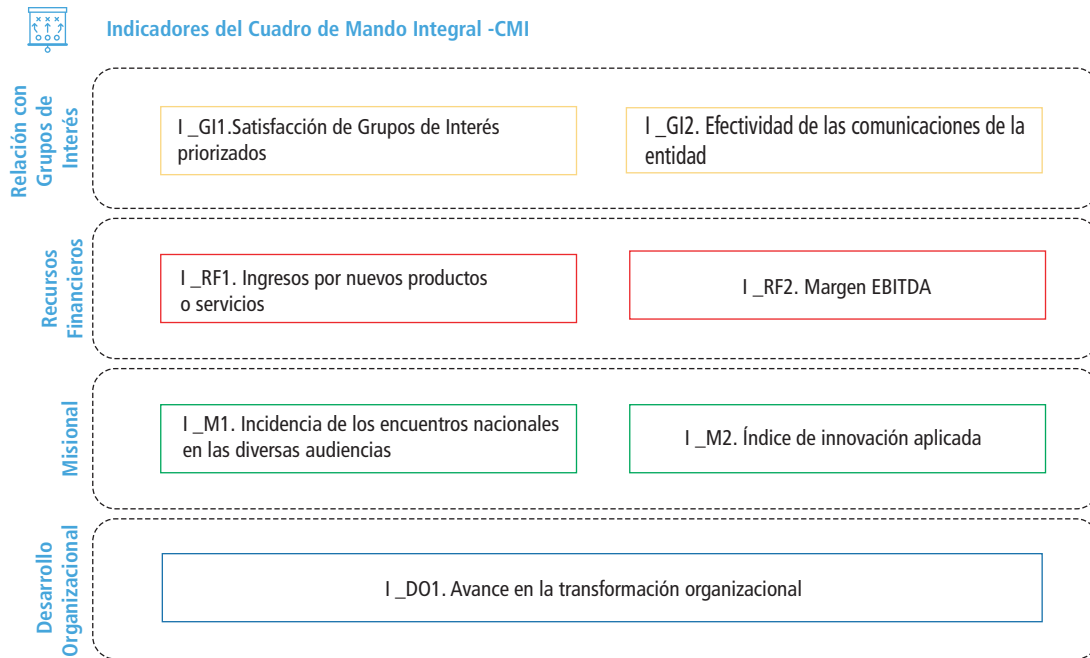 Indicadores del Cuadro de Mando Integral -CMI
Relación con
Grupos de
Interés
I _GI1.Satisfacción de Grupos de Interés
priorizados
I _GI2. Efectividad de las comunicaciones de la
entidad
Recursos
Financieros
I _RF1. Ingresos por nuevos productos
o servicios
I _RF2. Margen EBITDA
Misional
I _M1. Incidencia de los encuentros nacionales
en las diversas audiencias
I _M2. Índice de innovación aplicada
Desarrollo
Organizacional
I _DO1. Avance en la transformación organizacional